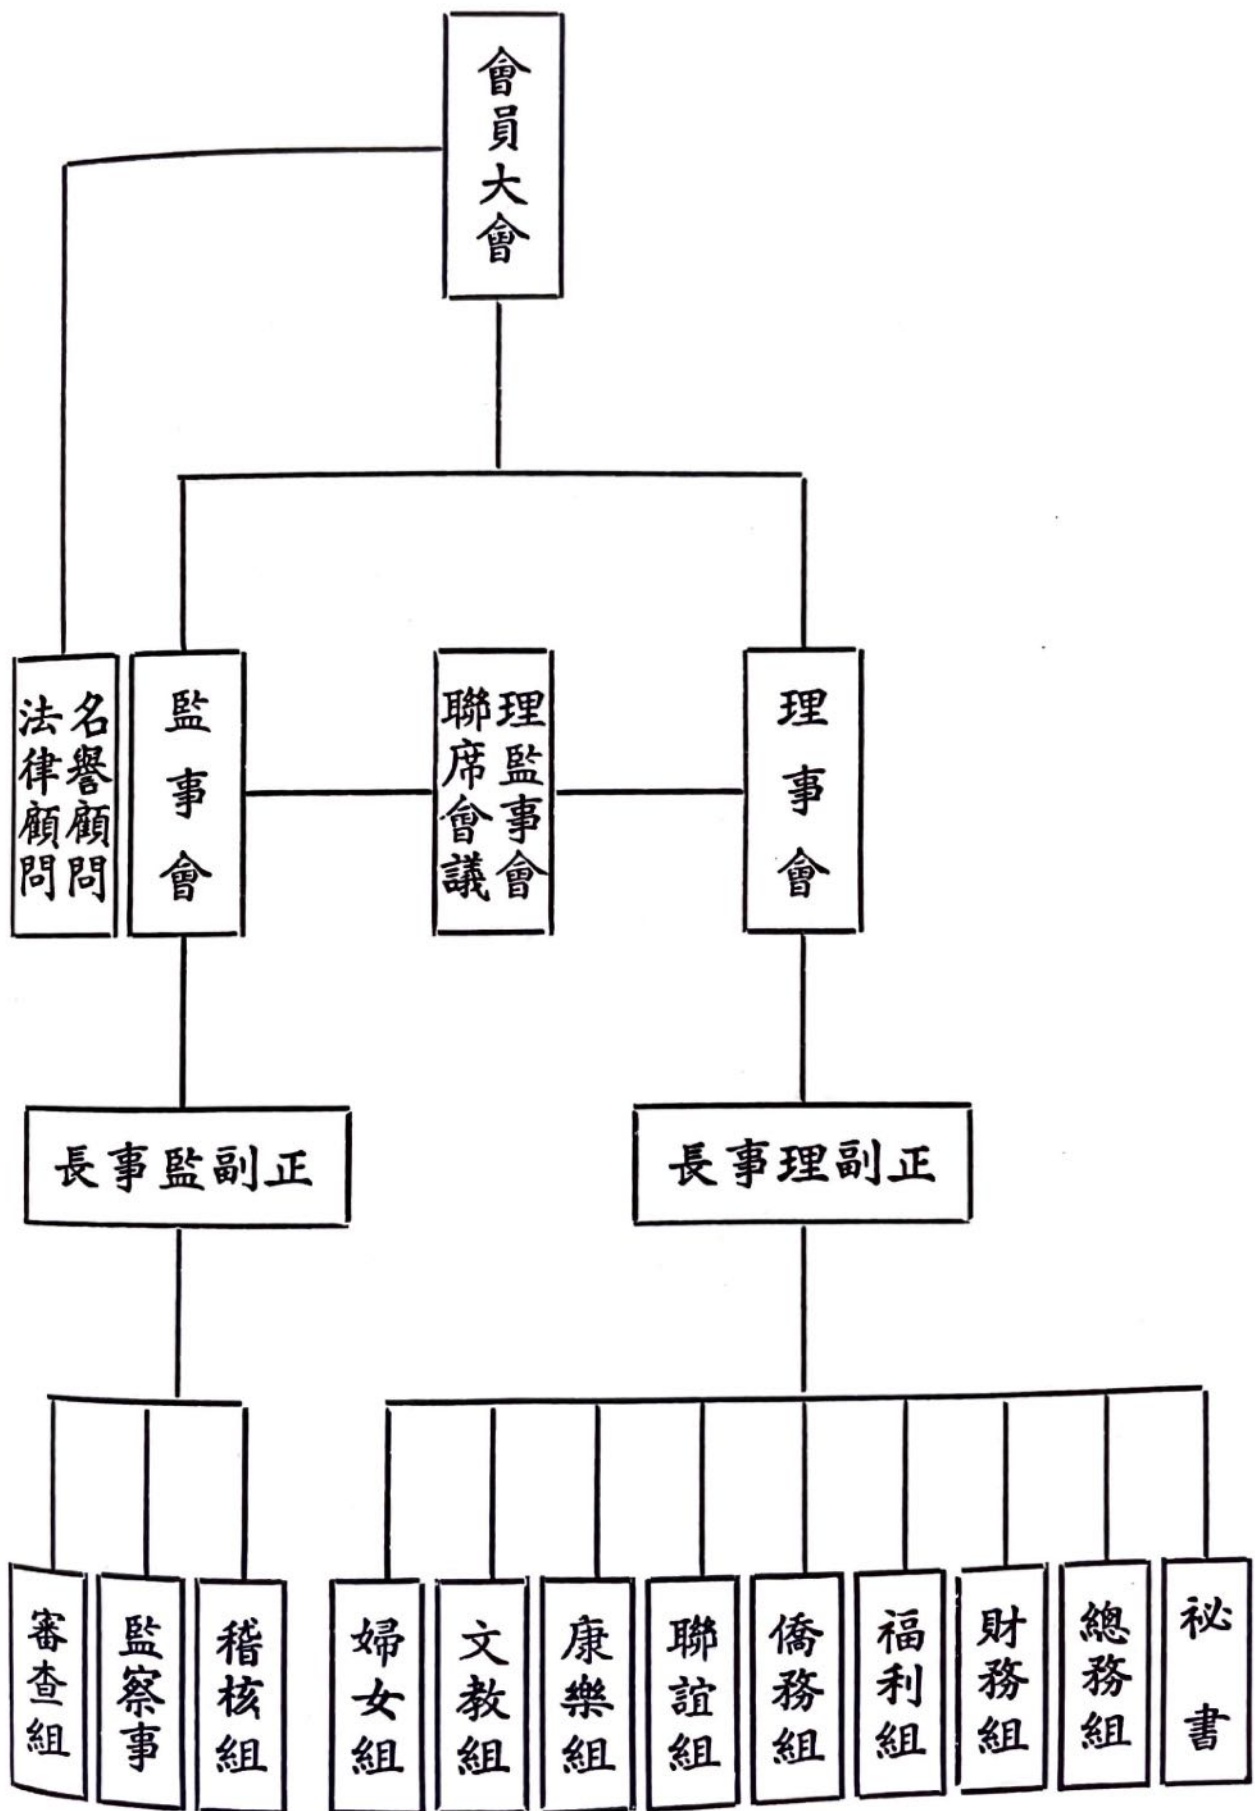 會員大會
理事會
理監事會
聯席會議
監事會
名譽顧問
法律顧問
正副理事長
正副監事長
秘書
總務組
財務組
福利組
僑務組
聯誼組
康樂組
文教組
婦女組
稽核組
監察事
審查組